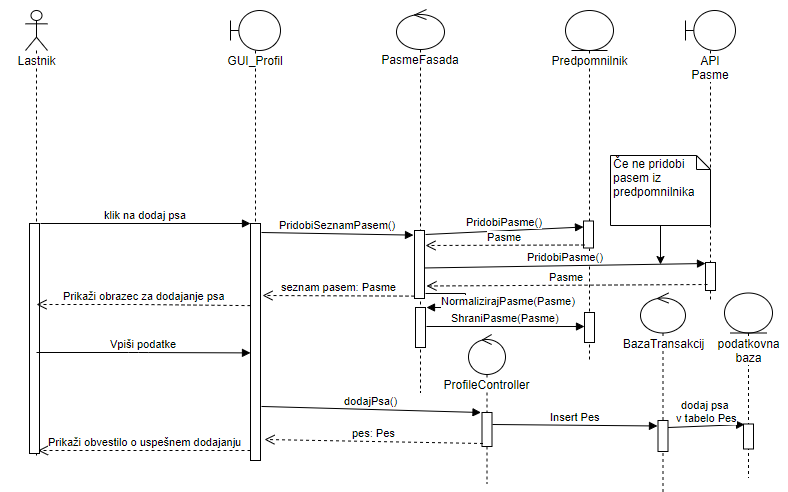 Lastnik
GUI_Profil
PasmeFasada
Predpomnilnik
API
Pasme
Če ne pridobi
pasem iz
predpomnilnika
klik na dodaj psa
PridobiSeznamPasem()
PridobiPasme()
Pasme
PridobiPasme()
Pasme
seznam pasem: Pasme
Prikaži obrazec za dodajanje psa
NormalizirajPasme(Pasme)
ShraniPasme(Pasme)
Vpiši podatke
BazaTransakcij
podatkovna
baza
ProfileController
dodajPsa()
Insert Pes
dodaj psa
v tabelo Pes
pes: Pes
Prikaži obvestilo o uspešnem dodajanju